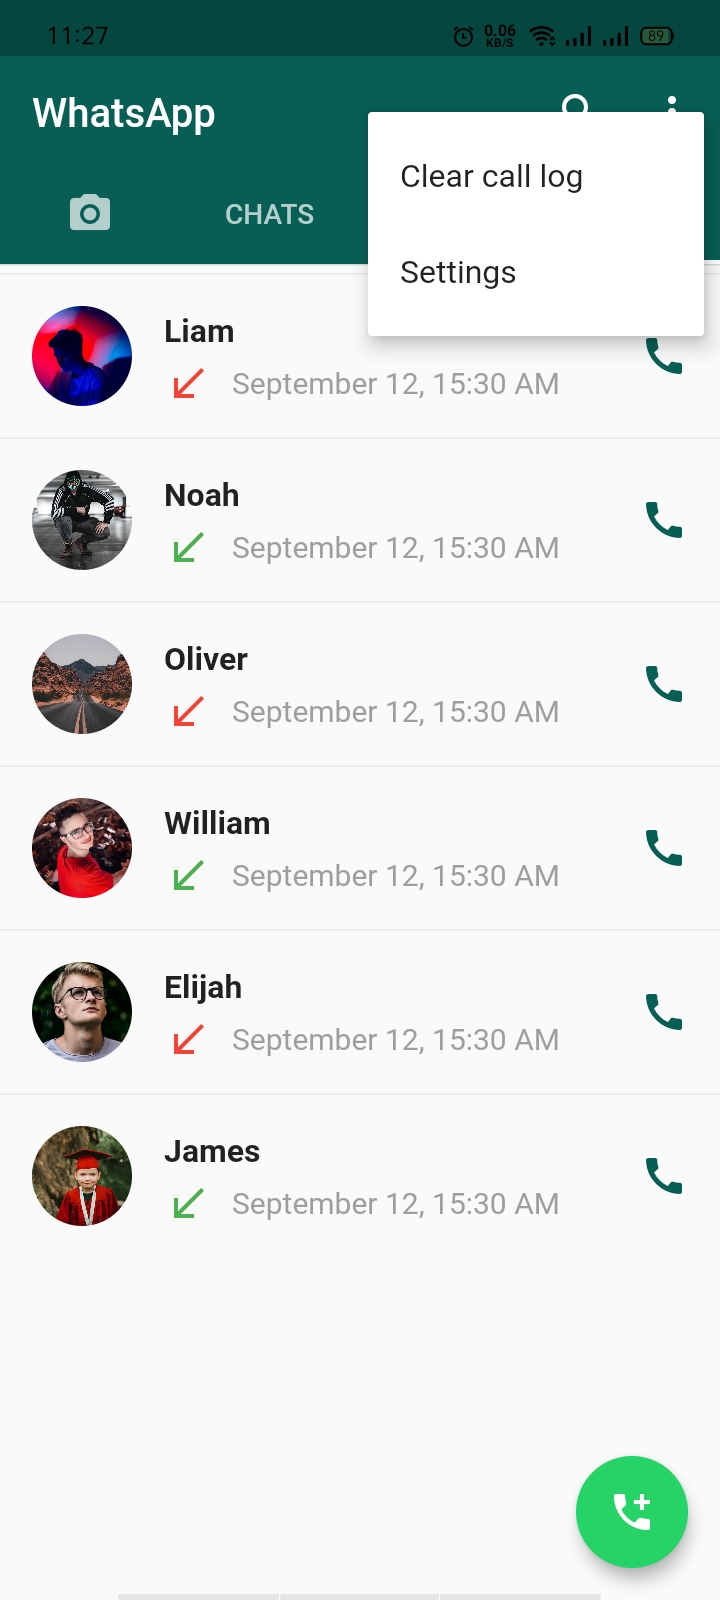 11:27
0.06
KB/S
89
WhatsApp
CHATS
Clear call log
Settings
Liam
September 12, 15:30 AM
Noah
September 12, 15:30 AM
Oliver
September 12, 15:30 AM
William
September 12, 15:30 AM
Elijah
September 12, 15:30 AM
James
September 12, 15:30 AM